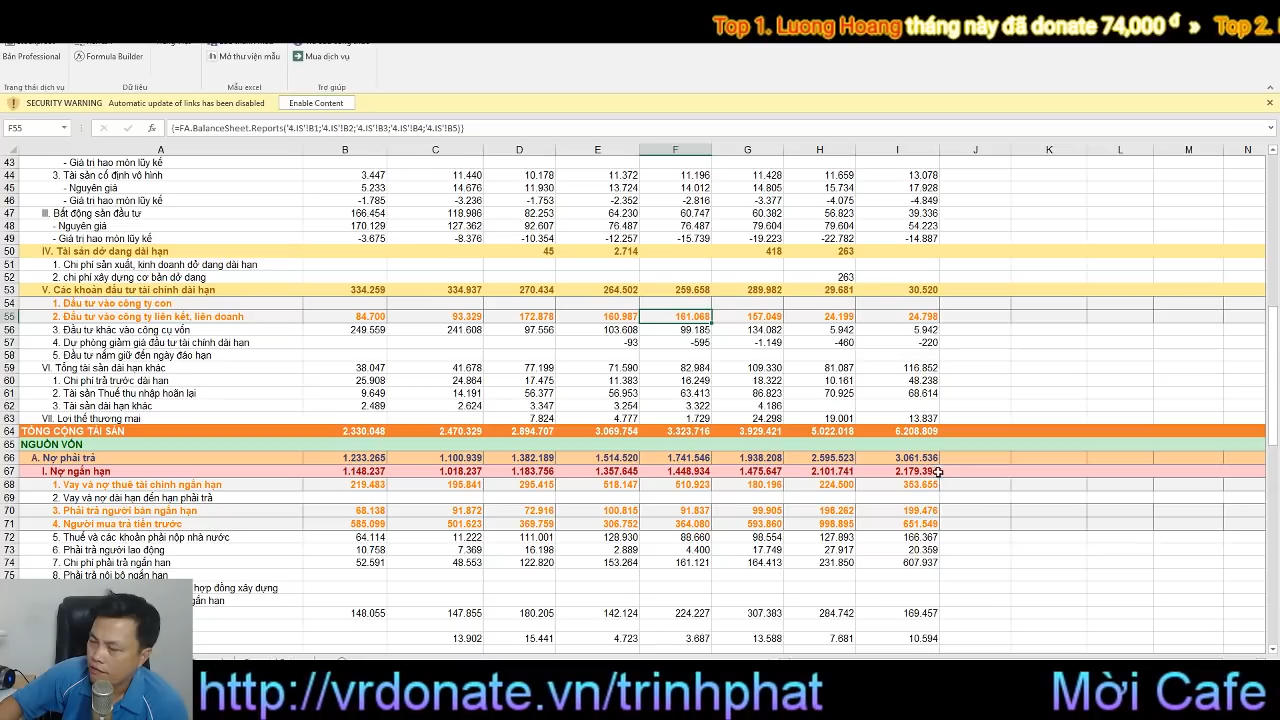 Top 1. Luong Hoang tháng này đã donate 74,000 đ » Top 2.
Bán Professional
Formula Builder
Mở thư viện mẫu
Mua dịch vụ
Trạng thái dịch vụ
Dữ liệu
Mẫu excel
Trợ giúp
SECURITY WARNING Automatic update of links has been disabled Enable Content
F55 fx {=FA.BalanceSheet.Reports('4.IS'!B1;'4.IS'!B2;'4.IS'!B3;'4.IS'!B4;'4.IS'!B5)}
A B C D E F G H I J K L M N
43 - Giá trị hao mòn lũy kế
44 3. Tài sản cố định vô hình 3.447 11.440 10.178 11.372 11.196 11.428 11.659 13.078
45 - Nguyên giá 5.233 14.676 11.930 13.724 14.012 14.805 15.734 17.928
46 - Giá trị hao mòn lũy kế -1.785 -3.236 -1.753 -2.352 -2.816 -3.377 -4.075 -4.849
47 III. Bất động sản đầu tư 166.454 118.986 82.253 64.230 60.747 60.382 56.823 39.336
48 - Nguyên giá 170.129 127.362 92.607 76.487 76.487 79.604 79.604 54.223
49 - Giá trị hao mòn lũy kế -3.675 -8.376 -10.354 -12.257 -15.739 -19.223 -22.782 -14.887
50 IV. Tài sản dở dang dài hạn 45 2.714 418 263
51 1. Chi phí sản xuất, kinh doanh dở dang dài hạn
52 2. chi phí xây dựng cơ bản dở dang 263
53 V. Các khoản đầu tư tài chính dài hạn 334.259 334.937 270.434 264.502 259.658 289.982 29.681 30.520
54 1. Đầu tư vào công ty con
55 2. Đầu tư vào công ty liên kết, liên doanh 84.700 93.329 172.878 160.987 161.068 157.049 24.199 24.798
56 3. Đầu tư khác vào công cụ vốn 249.559 241.608 97.556 103.608 99.185 134.082 5.942 5.942
57 4. Dự phòng giảm giá đầu tư tài chính dài hạn -93 -595 -1.149 -460 -220
58 5. Đầu tư nắm giữ đến ngày đáo hạn
59 VI. Tổng tài sản dài hạn khác 38.047 41.678 77.199 71.590 82.984 109.330 81.087 116.852
60 1. Chi phí trả trước dài hạn 25.908 24.864 17.475 11.383 16.249 18.322 10.161 48.238
61 2. Tài sản Thuế thu nhập hoãn lại 9.649 14.191 56.377 56.953 63.413 86.823 70.925 68.614
62 3. Tài sản dài hạn khác 2.489 2.624 3.347 3.254 3.322 4.186
63 VII. Lợi thế thương mại 7.824 4.777 1.729 24.298 19.001 13.837
64 TỔNG CỘNG TÀI SẢN 2.330.048 2.470.329 2.894.707 3.069.754 3.323.716 3.929.421 5.022.018 6.208.809
65 NGUỒN VỐN
66 A. Nợ phải trả 1.233.265 1.100.939 1.382.189 1.514.520 1.741.546 1.938.208 2.595.523 3.061.536
67 I. Nợ ngắn hạn 1.148.237 1.018.237 1.183.756 1.357.645 1.448.934 1.475.647 2.101.741 2.179.394
68 1. Vay và nợ thuê tài chính ngắn hạn 219.483 195.841 295.415 518.147 510.923 180.196 224.500 353.655
69 2. Vay và nợ dài hạn đến hạn phải trả
70 3. Phải trả người bán ngắn hạn 68.138 91.872 72.916 100.815 91.837 99.905 198.262 199.476
71 4. Người mua trả tiền trước 585.099 501.623 369.759 306.752 364.080 593.860 998.895 651.549
72 5. Thuế và các khoản phải nộp nhà nước 64.114 11.222 111.001 128.930 88.660 98.554 127.893 166.367
73 6. Phải trả người lao động 10.758 7.369 16.198 2.889 4.400 17.749 27.917 20.359
74 7. Chi phí phải trả ngắn hạn 52.591 48.553 122.820 153.264 161.121 164.413 231.850 607.937
75 8. Phải trả nội bộ ngắn hạn
hợp đồng xây dựng
ngắn hạn
148.055 147.855 180.205 142.124 224.227 307.383 284.742 169.457
13.902 15.441 4.723 3.687 13.588 7.681 10.594
http://vrdonate.vn/trinhphat Mời Cafe